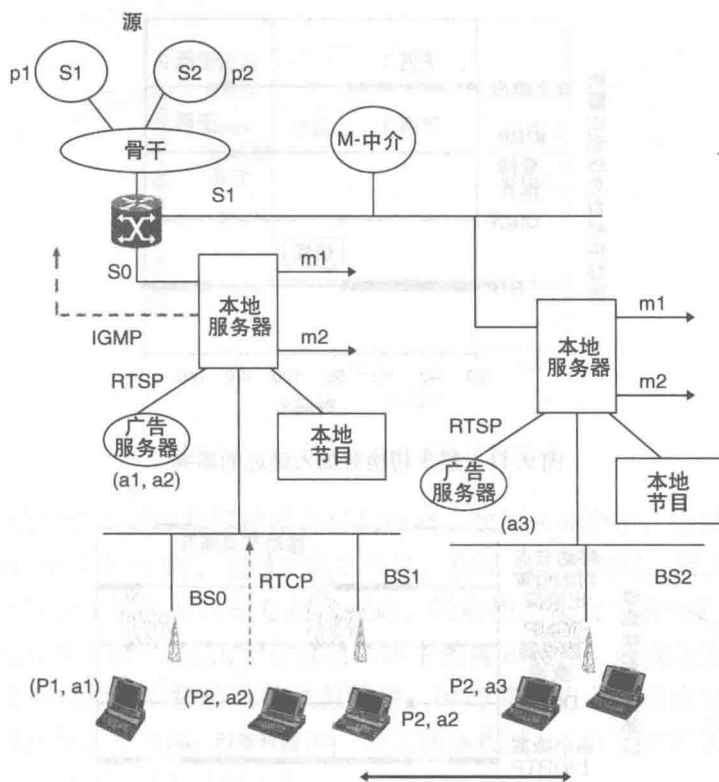 源
p1
S1
S2
p2
骨干
M-中介
S1
S0
本地
服务器
m1
m2
IGMP
RTSP
广告
服务器
(a1, a2)
本地
节目
本地
服务器
m1
m2
RTSP
广告
服务器
(a3)
本地
节目
BS0
RTCP
BS1
BS2
(P1, a1)
(P2, a2)
P2, a2
P2, a3